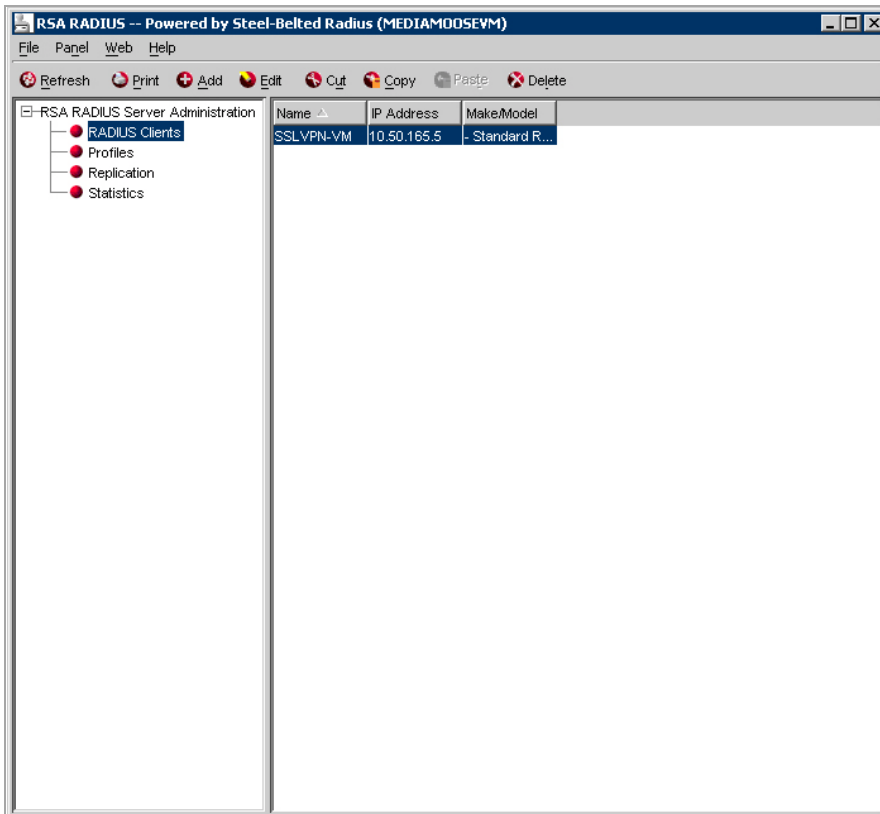 RSA RADIUS -- Powered by Steel-Belted Radius (MEDIAMOOSEVM)
File Panel Web Help
Refresh Print Add Edit Cut Copy Paste Delete
RSA RADIUS Server Administration
RADIUS Clients
Profiles
Replication
Statistics
Name IP Address Make/Model
SSLVPN-VM 10.50.165.5 - Standard R...